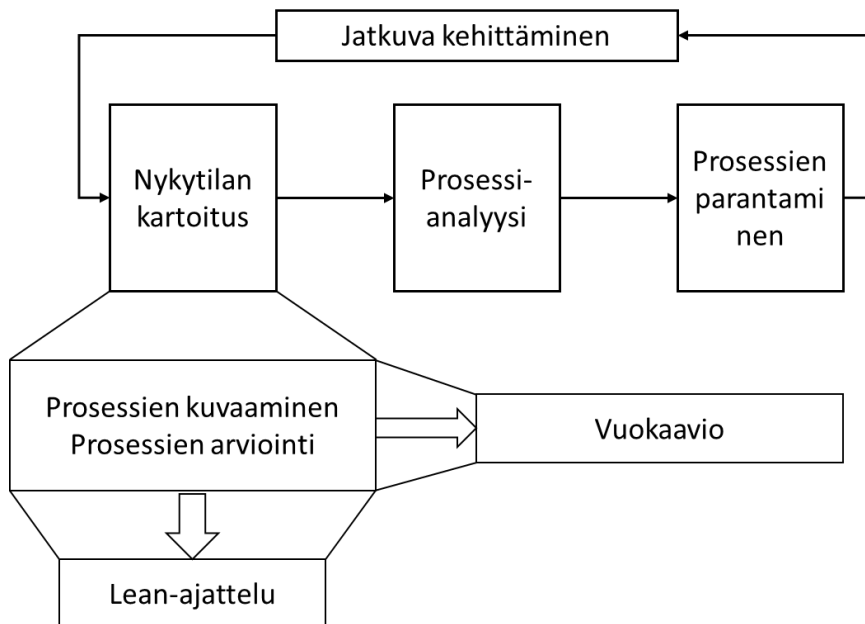 Jatkuva kehittäminen
Nykytilan
kartoitus
Prosessi-
analyysi
Prosessien
parantami
nen
Prosessien kuvaaminen
Prosessien arviointi
Vuokaavio
Lean-ajattelu